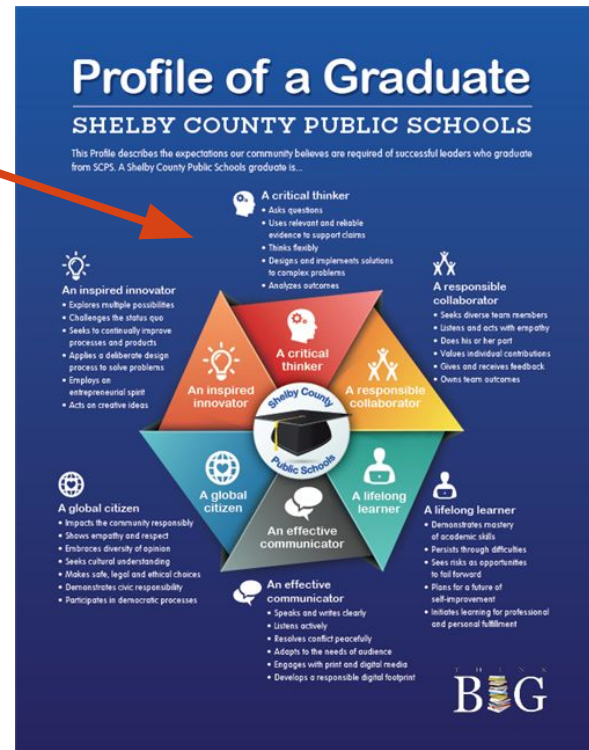 Profile of a Graduate
SHELBY COUNTY PUBLIC SCHOOLS
This Profile describes the expectations our community believes are required of successful leaders who graduate
from SCPS. A Shelby County Public Schools graduate is...
A critical thinker
• Asks questions
• Uses relevant and reliable
evidence to support claims
• Thinks flexibly
• Designs and implements solutions
to complex problems
• Analyzes outcomes
An inspired innovator
• Explores multiple possibilities
• Challenges the status quo
• Seeks to continually improve
processes and products
• Applies a deliberate design
process to solve problems
• Employs an
entrepreneurial spirit
• Acts on creative ideas
A responsible
collaborator
• Seeks diverse team members
• Listens and acts with empathy
• Does his or her part
• Values individual contributions
• Gives and receives feedback
• Owns team outcomes
A critical
thinker
An inspired
innovator
A responsible
collaborator
Shelby County
Public Schools
A global
citizen
A lifelong
learner
An effective
communicator
A global citizen
• Impacts the community responsibly
• Shows empathy and respect
• Embraces diversity of opinion
• Seeks cultural understanding
• Makes safe, legal and ethical choices
• Demonstrates civic responsibility
• Participates in democratic processes
An effective
communicator
• Speaks and writes clearly
• Listens actively
• Resolves conflict peacefully
• Adapts to the needs of audience
• Engages with print and digital media
• Develops a responsible digital footprint
A lifelong learner
• Demonstrates mastery
of academic skills
• Persists through difficulties
• Sees risks as opportunities
to fail forward
• Plans for a future of
self-improvement
• Initiates learning for professional
and personal fulfillment
THINK
BIG